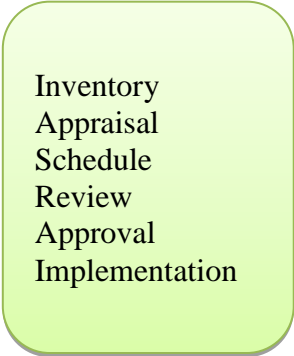 Inventory
Appraisal
Schedule
Review
Approval
Implementation